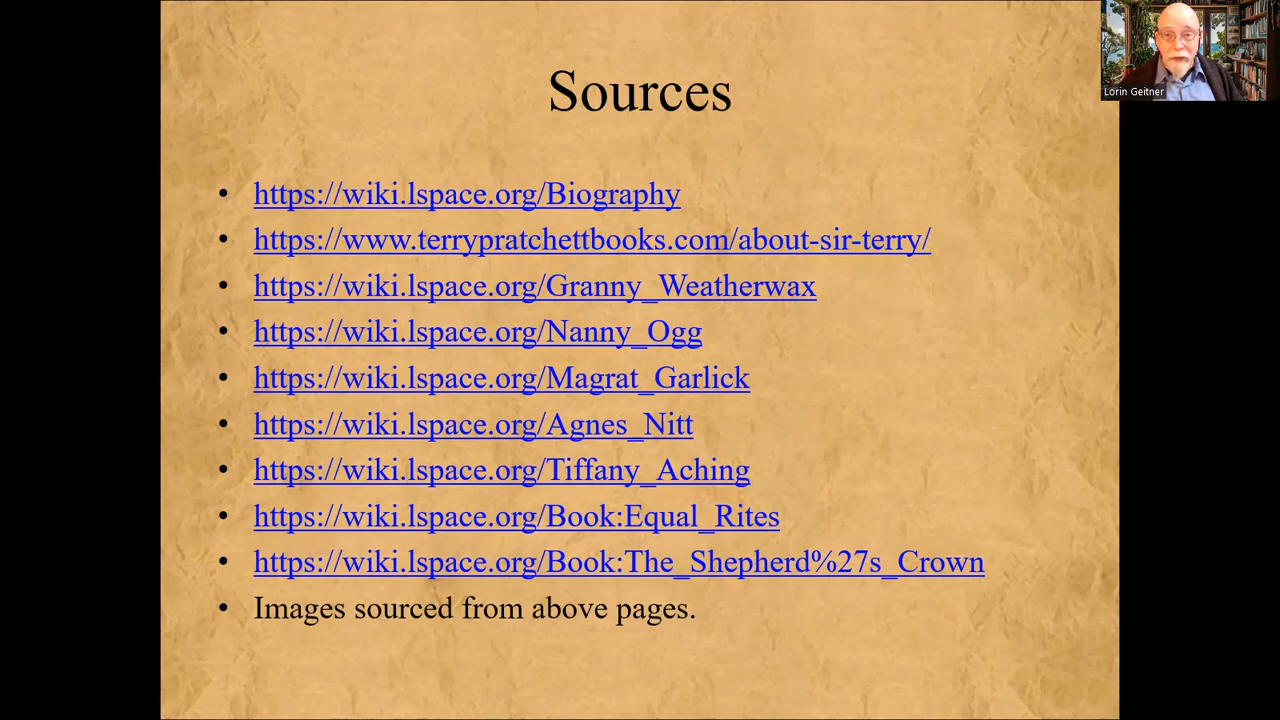 Sources
• https://wiki.lspace.org/Biography
• https://www.terrypratchettbooks.com/about-sir-terry/
• https://wiki.lspace.org/Granny_Weatherwax
• https://wiki.lspace.org/Nanny_Ogg
• https://wiki.lspace.org/Magrat_Garlick
• https://wiki.lspace.org/Agnes_Nitt
• https://wiki.lspace.org/Tiffany_Aching
• https://wiki.lspace.org/Book:Equal_Rites
• https://wiki.lspace.org/Book:The_Shepherd%27s_Crown
• Images sourced from above pages.
Lorin Geitner